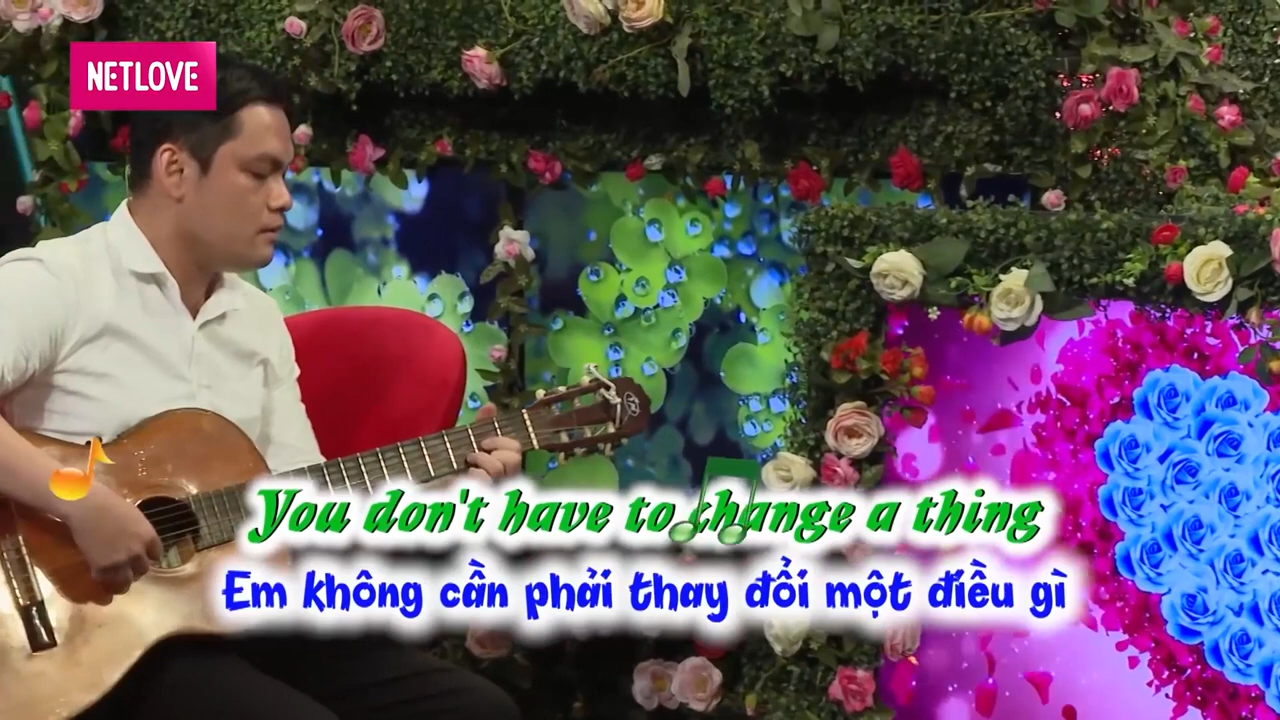 NETLOVE
You don't have to change a thing
Em không cần phải thay đổi một điều gì